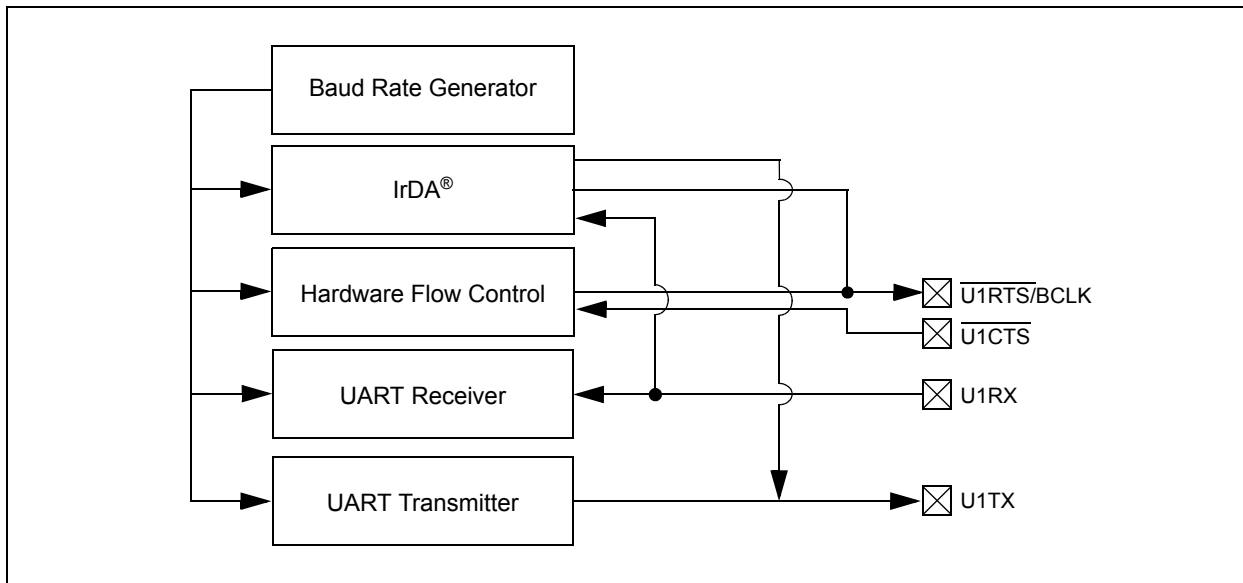 Baud Rate Generator
IrDA®
Hardware Flow Control
U1RTS/BCLK
U1CTS
UART Receiver
U1RX
UART Transmitter
U1TX